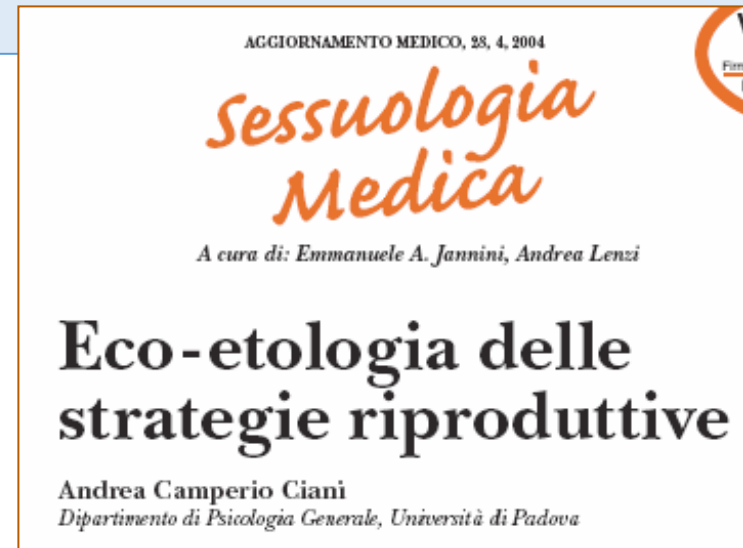 AGGIORNAMENTO MEDICO, 28, 4, 2004
Sessuologia
Medica
A cura di: Emmanuele A. Jannini, Andrea Lenzi
Eco-etologia delle
strategie riproduttive
Andrea Camperio Ciani
Dipartimento di Psicologia Generale, Università di Padova